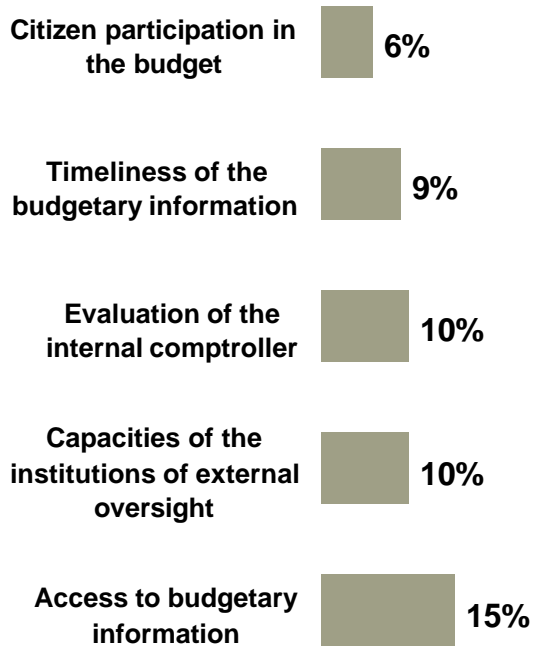 Citizen participation in
the budget
6%
Timeliness of the
budgetary information
9%
Evaluation of the
internal comptroller
10%
Capacities of the
institutions of external
oversight
10%
Access to budgetary
information
15%